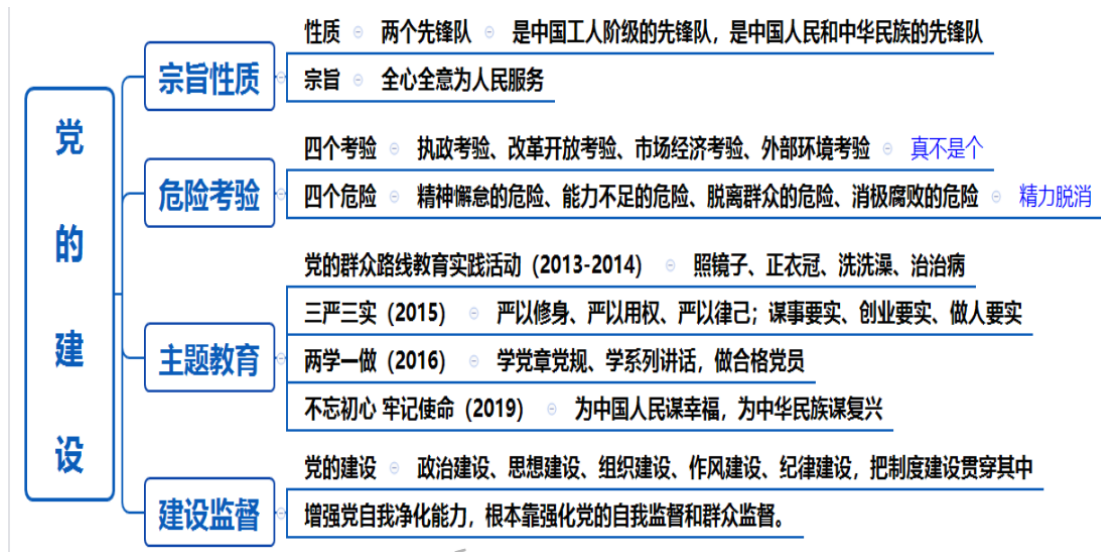 党的建设
宗旨性质
性质 两个先锋队 是中国工人阶级的先锋队，是中国人民和中华民族的先锋队
宗旨 全心全意为人民服务
危险考验
四个考验 执政考验、改革开放考验、市场经济考验、外部环境考验 真不是个
四个危险 精神懈怠的危险、能力不足的危险、脱离群众的危险、消极腐败的危险 精力脱消
主题教育
党的群众路线教育实践活动（2013-2014） 照镜子、正衣冠、洗洗澡、治治病
三严三实（2015） 严以修身、严以用权、严以律己；谋事要实、创业要实、做人要实
两学一做（2016） 学党章党规、学系列讲话，做合格党员
不忘初心 牢记使命（2019） 为中国人民谋幸福，为中华民族谋复兴
建设监督
党的建设 政治建设、思想建设、组织建设、作风建设、纪律建设，把制度建设贯穿其中
增强党自我净化能力，根本靠强化党的自我监督和群众监督。